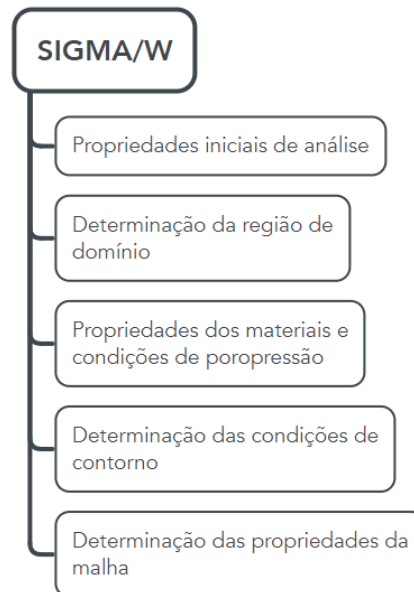 SIGMA/W
Propriedades iniciais de análise
Determinação da região de
domínio
Propriedades dos materiais e
condições de poropressão
Determinação das condições de
contorno
Determinação das propriedades da
malha